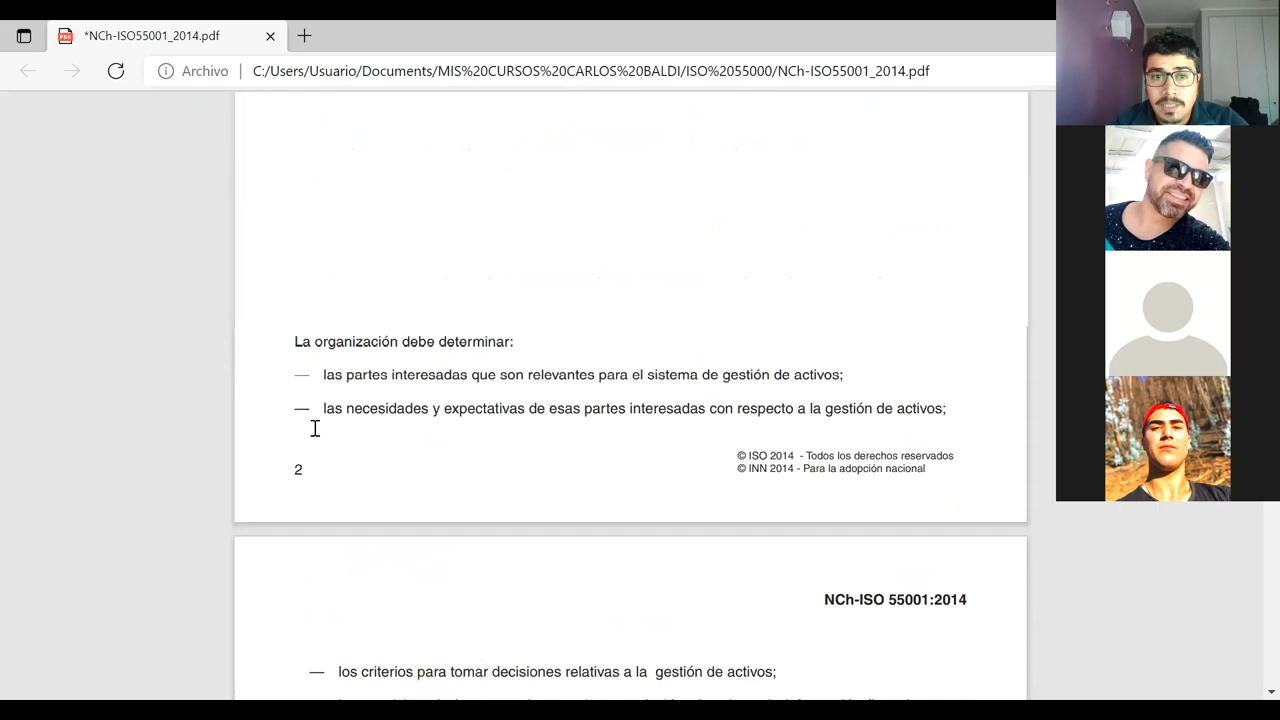 *NCh-ISO55001_2014.pdf
Archivo
C:/Users/Usuario/Documents/MIS%20CURSOS%20CARLOS%20BALDI/ISO%2055000/NCh-ISO55001_2014.pdf
La organización debe determinar:
— las partes interesadas que son relevantes para el sistema de gestión de activos;
— las necesidades y expectativas de esas partes interesadas con respecto a la gestión de activos;
© ISO 2014 - Todos los derechos reservados
© INN 2014 - Para la adopción nacional
2
NCh-ISO 55001:2014
— los criterios para tomar decisiones relativas a la gestión de activos;